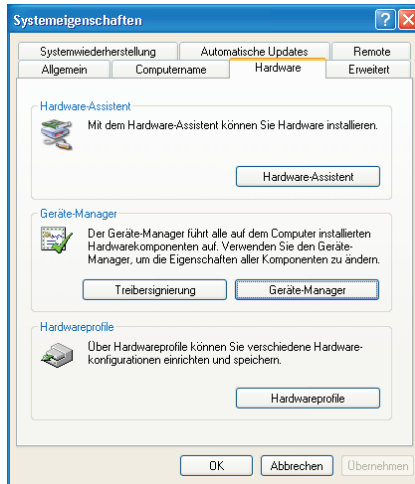 Systemeigenschaften
Systemwiederherstellung Automatische Updates Remote
Allgemein Computername Hardware Erweitert
Hardware-Assistent
Mit dem Hardware-Assistent können Sie Hardware installieren.
Hardware-Assistent
Geräte-Manager
Der Geräte-Manager führt alle auf dem Computer installierten
Hardwarekomponenten auf. Verwenden Sie den Geräte-
Manager, um die Eigenschaften aller Komponenten zu ändern.
Treibersignierung Geräte-Manager
Hardwareprofile
Über Hardwareprofile können Sie verschiedene Hardware-
konfigurationen einrichten und speichern.
Hardwareprofile
OK Abbrechen Übernehmen